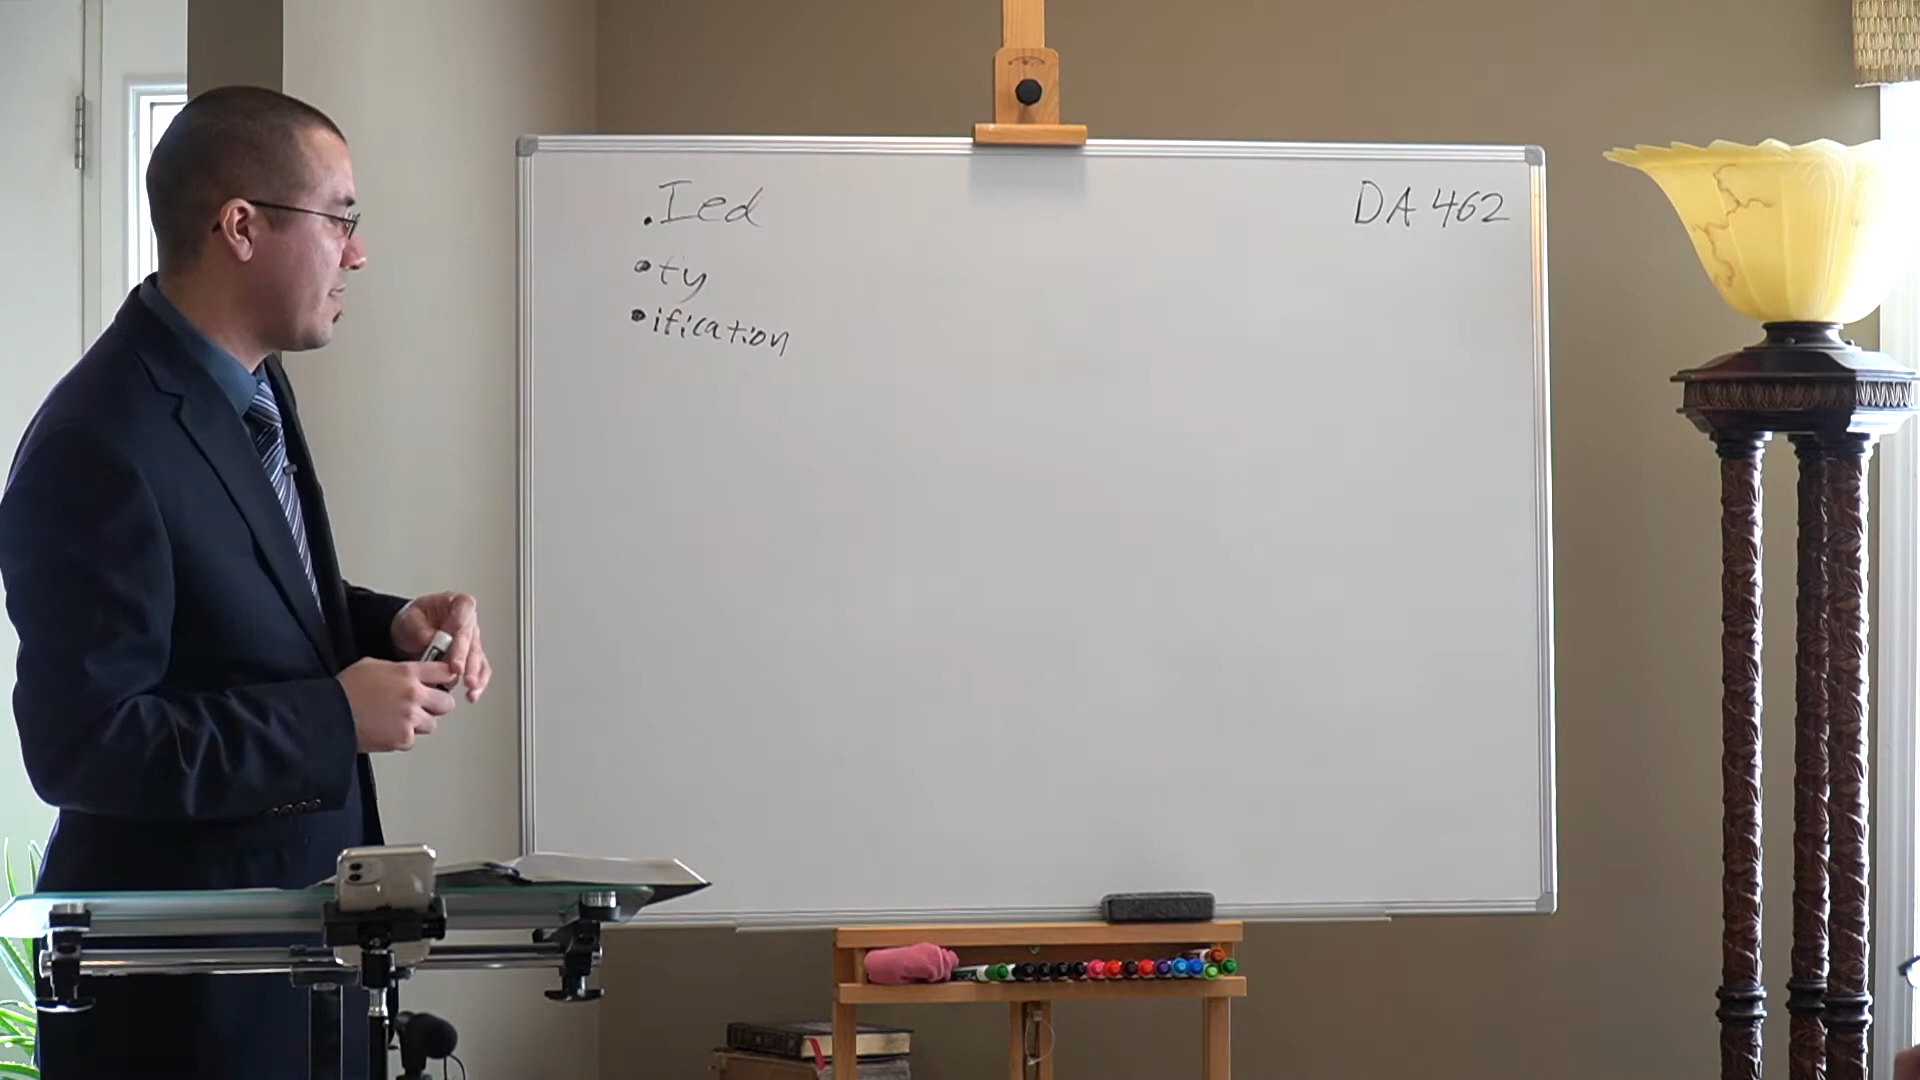 • Ied
DA 462
• ty
• ification